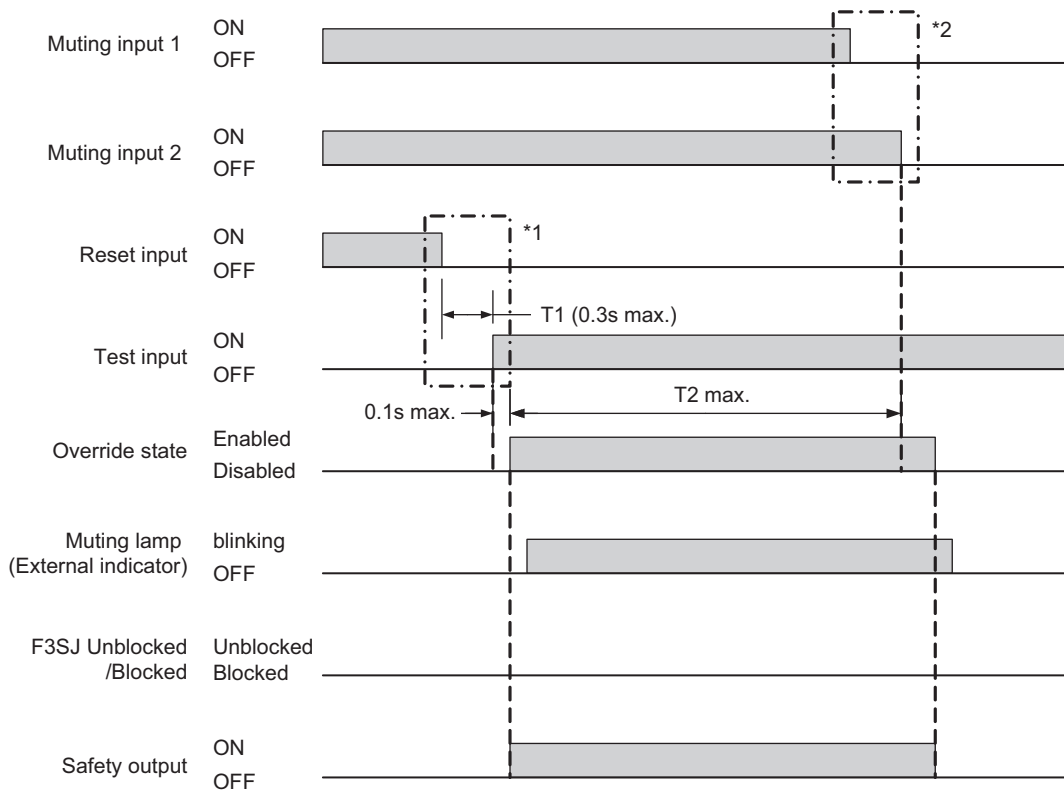 Muting input 1
ON
OFF
*2
Muting input 2
ON
OFF
Reset input
ON
OFF
*1
T1 (0.3s max.)
Test input
ON
OFF
0.1s max.
T2 max.
Override state
Enabled
Disabled
Muting lamp
(External indicator)
blinking
OFF
F3SJ Unblocked
/Blocked
Unblocked
Blocked
Safety output
ON
OFF